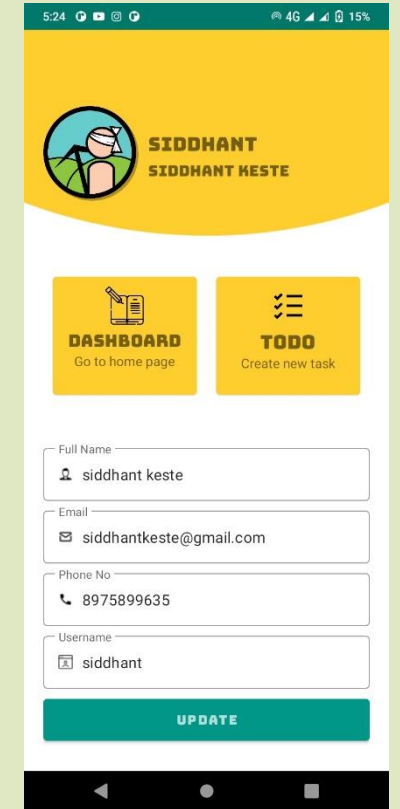 5:24 4G 15%
SIDDHANT
SIDDHANT KESTE
DASHBOARD
Go to home page
TODO
Create new task
Full Name
siddhant keste
Email
siddhantkeste@gmail.com
Phone No
8975899635
Username
siddhant
UPDATE